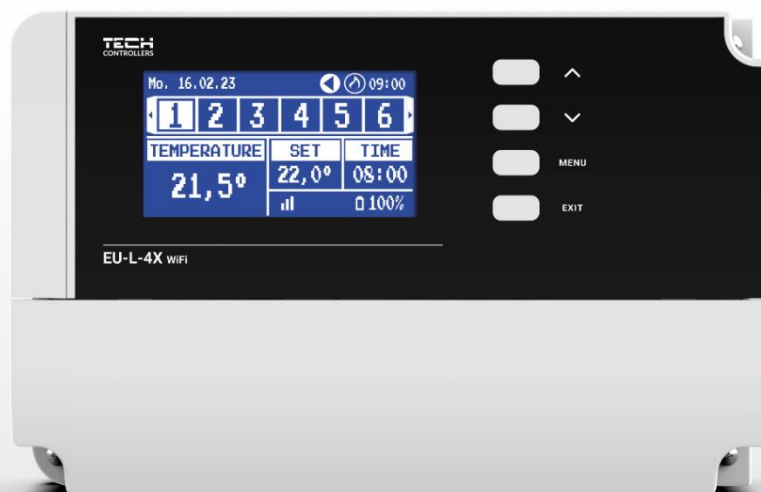 TECH
CONTROLLERS
Mo. 16.02.23 09:00
1 2 3 4 5 6
TEMPERATURE SET TIME
21,5° 22,0° 08:00
100%
MENU
EXIT
EU-L-4X WiFi